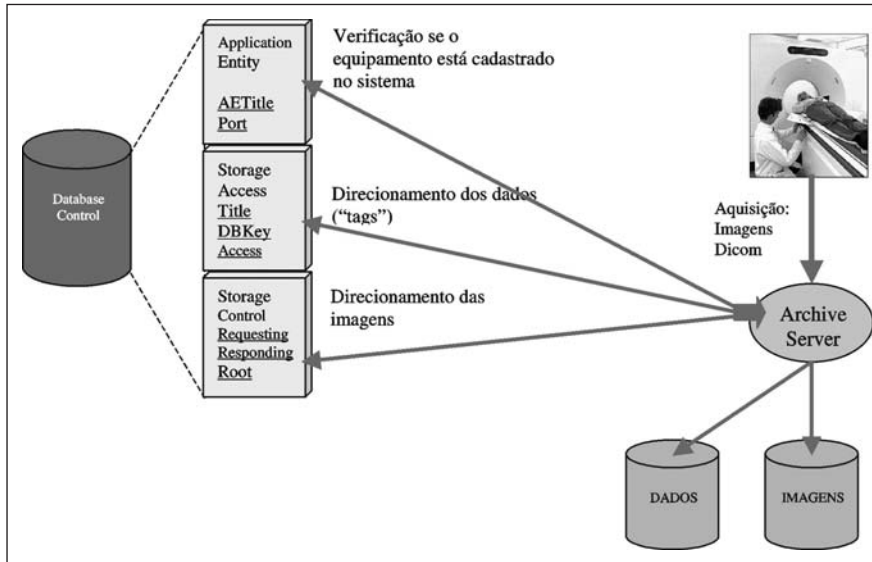 Database
Control
Application
Entity
AETitle
Port
Storage
Access
Title
DBKey
Access
Storage
Control
Requesting
Responding
Root
Verificação se o
equipamento está cadastrado
no sistema
Direcionamento dos dados
(“tags”)
Direcionamento das
imagens
Aquisição:
Imagens
Dicom
Archive
Server
DADOS
IMAGENS